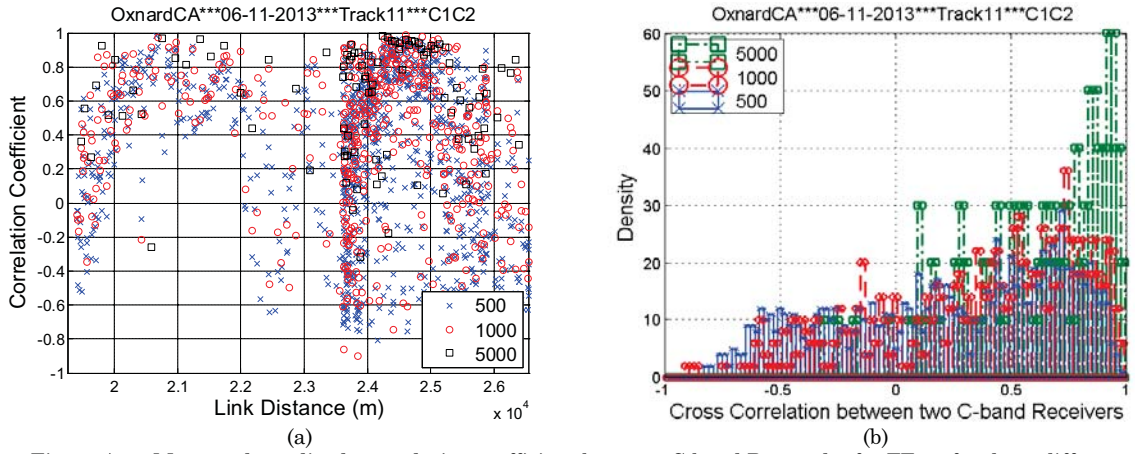 OxnardCA***06-11-2013***Track11***C1C2
Correlation Coefficient
1
0.8
0.6
0.4
0.2
0
-0.2
-0.4
-0.6
-0.8
-1
500
1000
5000
2 2.1 2.2 2.3 2.4 2.5 2.6
Link Distance (m)
x 10⁴
(a)
OxnardCA***06-11-2013***Track11***C1C2
Density
60
50
40
30
20
10
0
5000
1000
500
-1 -0.5 0 0.5 1
Cross Correlation between two C-band Receivers
(b)